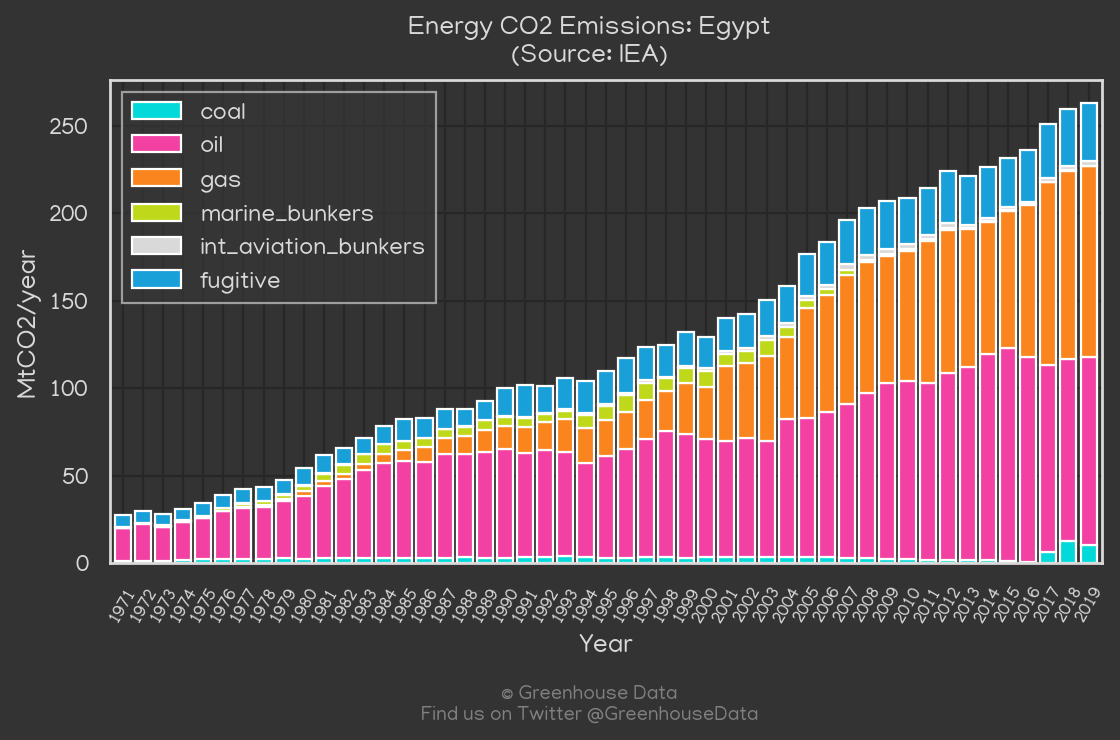 Energy CO2 Emissions: Egypt
(Source: IEA)
coal
oil
gas
marine_bunkers
int_aviation_bunkers
fugitive
MtCO2/year
250
200
150
100
50
0
1971 1972 1973 1974 1975 1976 1977 1978 1979 1980 1981 1982 1983 1984 1985 1986 1987 1988 1989 1990 1991 1992 1993 1994 1995 1996 1997 1998 1999 2000 2001 2002 2003 2004 2005 2006 2007 2008 2009 2010 2011 2012 2013 2014 2015 2016 2017 2018 2019
Year
© Greenhouse Data
Find us on Twitter @GreenhouseData